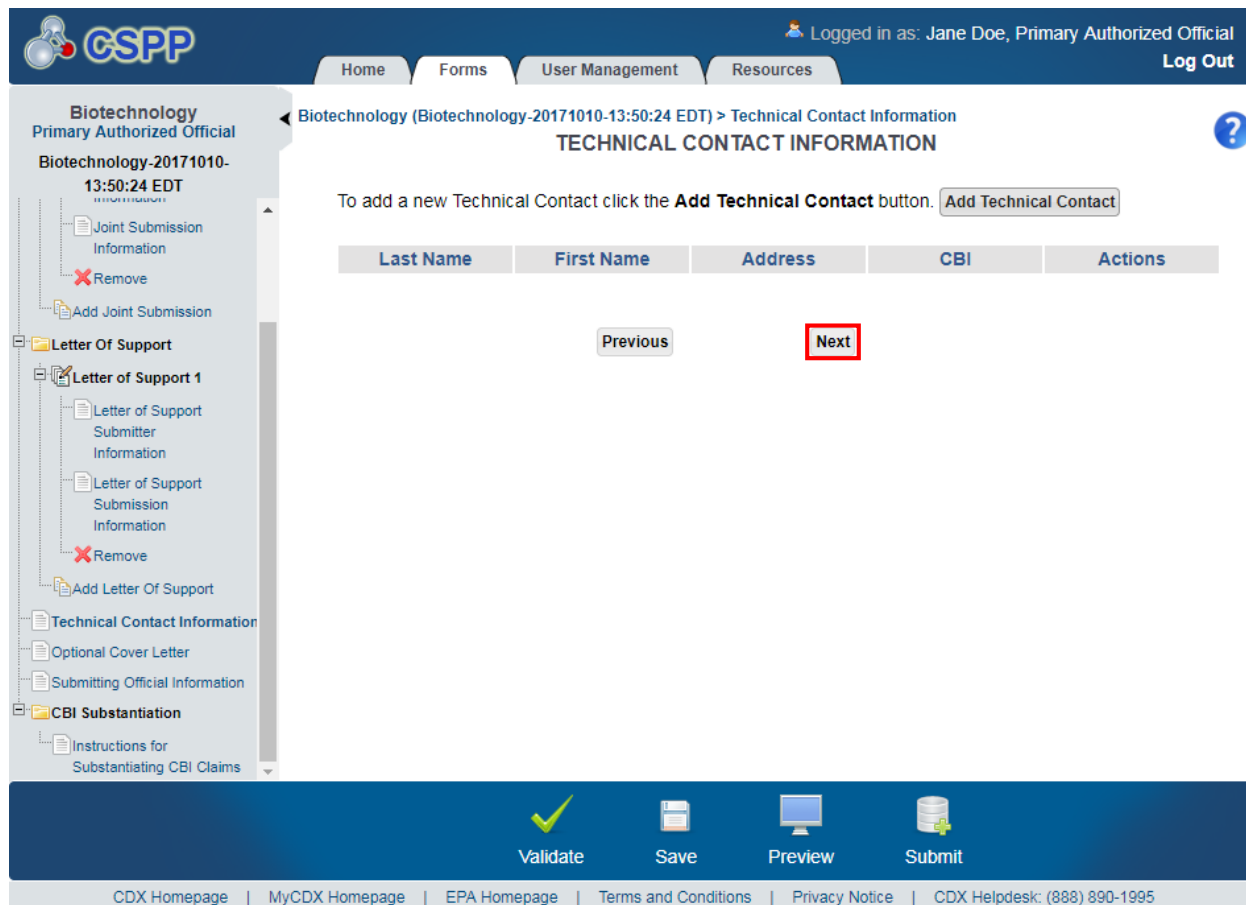 CSPP
Logged in as: Jane Doe, Primary Authorized Official
Log Out
Home
Forms
User Management
Resources
Biotechnology
Primary Authorized Official
Biotechnology-20171010-
13:50:24 EDT
Information
Joint Submission
Information
Remove
Add Joint Submission
Letter Of Support
Letter of Support 1
Letter of Support
Submitter
Information
Letter of Support
Submission
Information
Remove
Add Letter Of Support
Technical Contact Information
Optional Cover Letter
Submitting Official Information
CBI Substantiation
Instructions for
Substantiating CBI Claims
Biotechnology (Biotechnology-20171010-13:50:24 EDT) > Technical Contact Information
TECHNICAL CONTACT INFORMATION
?
To add a new Technical Contact click the Add Technical Contact button. Add Technical Contact
Last Name First Name Address CBI Actions
Previous Next
Validate Save Preview Submit
CDX Homepage | MyCDX Homepage | EPA Homepage | Terms and Conditions | Privacy Notice | CDX Helpdesk: (888) 890-1995